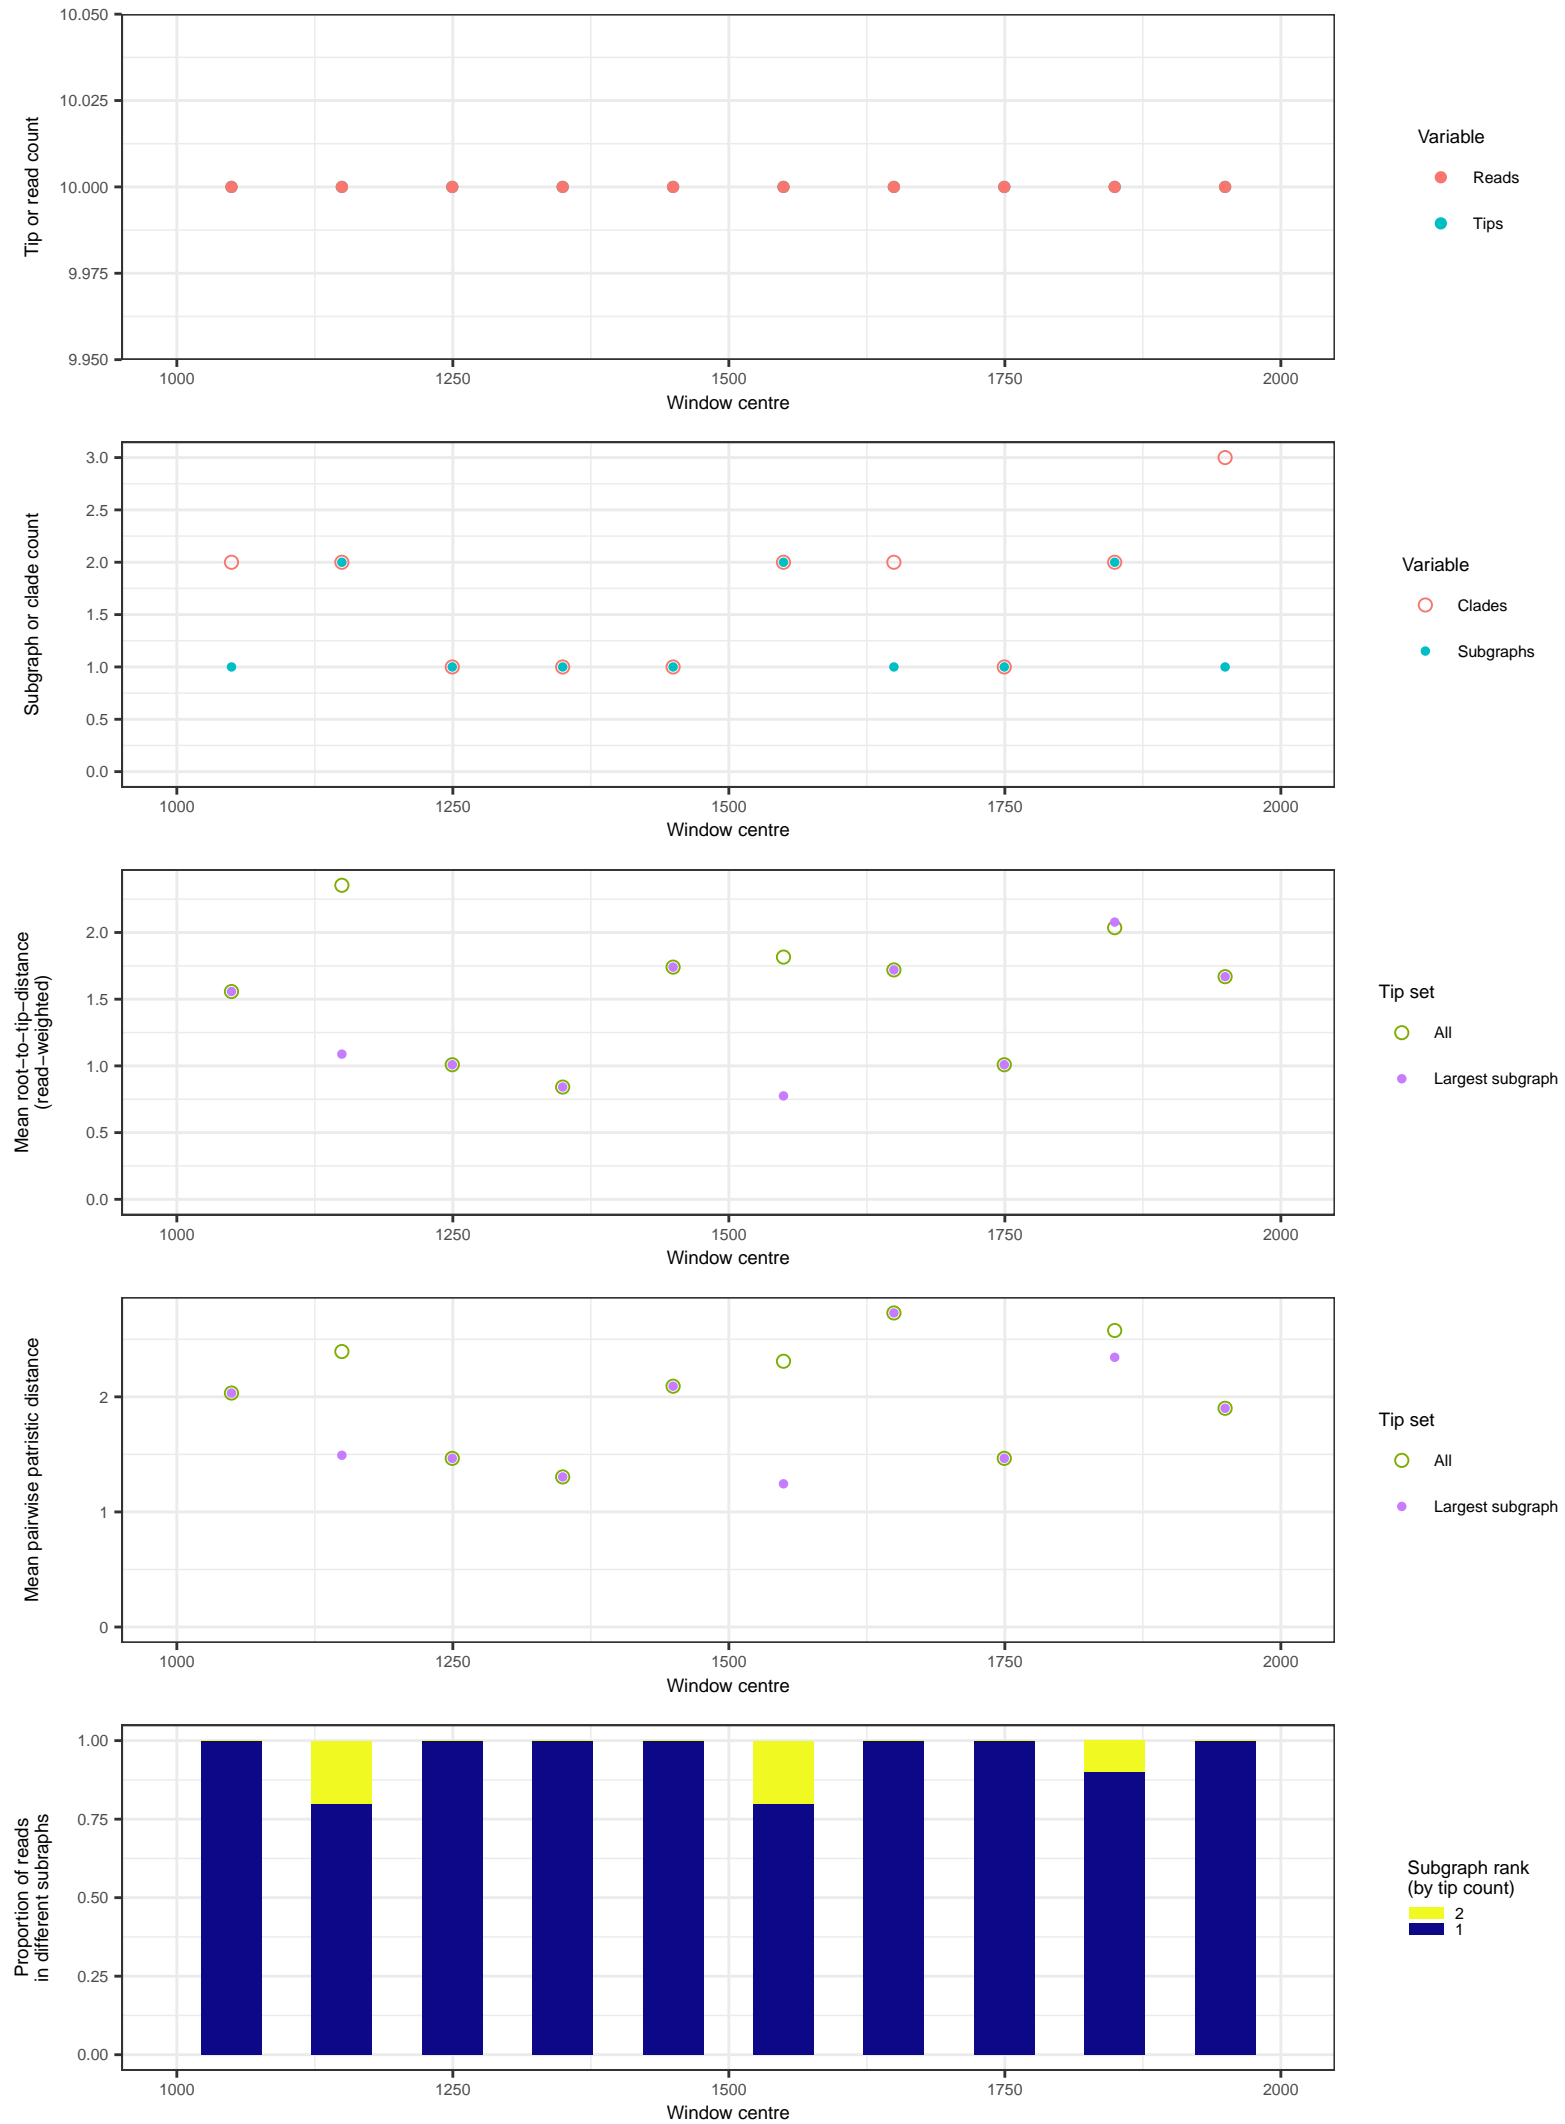 10.050
10.025
10.000
9.975
9.950
Tip or read count
1000
1250
1500
1750
2000
Window centre
Variable
Reads
Tips
3.0
2.5
2.0
1.5
1.0
0.5
0.0
Subgraph or clade count
1000
1250
1500
1750
2000
Window centre
Variable
Clades
Subgraphs
2.0
1.5
1.0
0.5
0.0
Mean root−to−tip−distance
(read−weighted)
1000
1250
1500
1750
2000
Window centre
Tip set
All
Largest subgraph
2
1
0
Mean pairwise patristic distance
1000
1250
1500
1750
2000
Window centre
Tip set
All
Largest subgraph
1.00
0.75
0.50
0.25
0.00
Proportion of reads
in different subraphs
1000
1250
1500
1750
2000
Window centre
Subgraph rank
(by tip count)
2
1